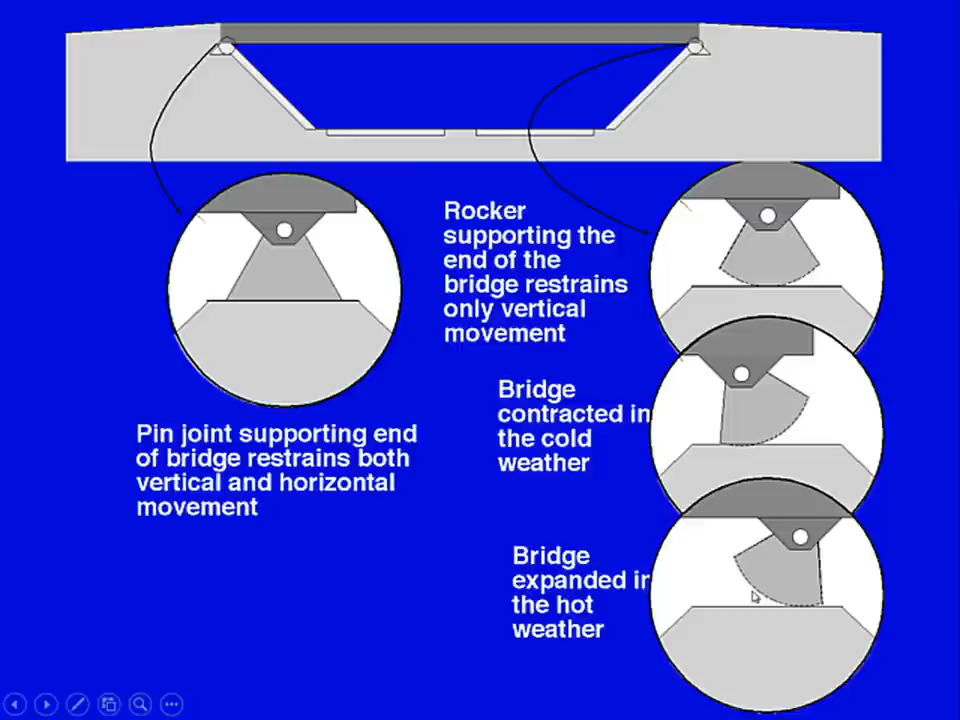 Rocker
supporting the
end of the
bridge restrains
only vertical
movement
Bridge
contracted in
the cold
weather
Pin joint supporting end
of bridge restrains both
vertical and horizontal
movement
Bridge
expanded in
the hot
weather